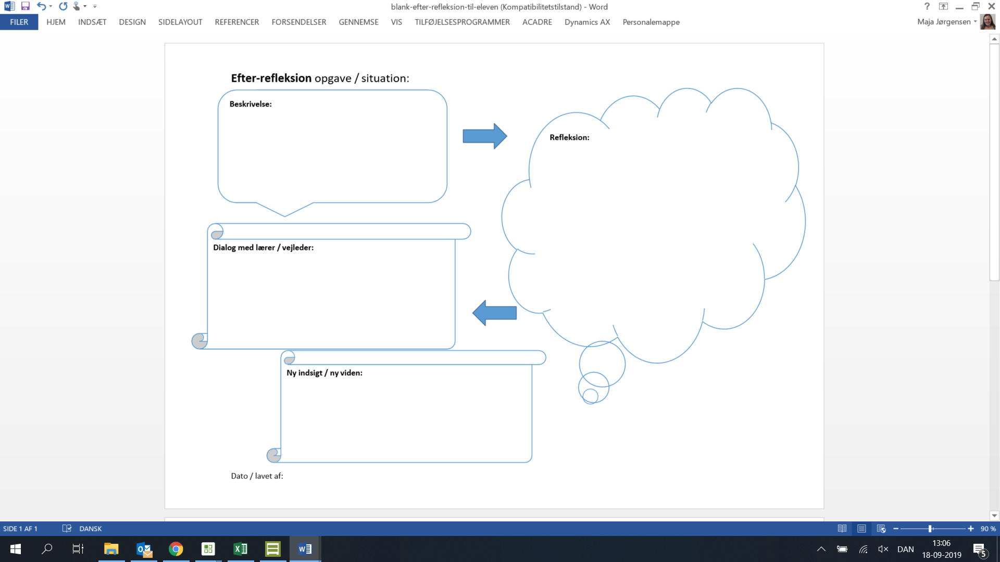 blank-efter-refleksion-til-eleven (Kompatibilitetstilstand) - Word
FILER HJEM INDSÆT DESIGN SIDELAYOUT REFERENCER FORSENDELSER GENNEMSE VIS TILFØJELSESPROGRAMMER ACADRE Dynamics AX Personalemappe Maja Jørgensen
Efter-refleksion opgave / situation:
Beskrivelse:
Refleksion:
Dialog med lærer / vejleder:
Ny indsigt / ny viden:
Dato / lavet af:
SIDE 1 AF 1 DANSK 90 %
DAN 13:06
18-09-2019 5